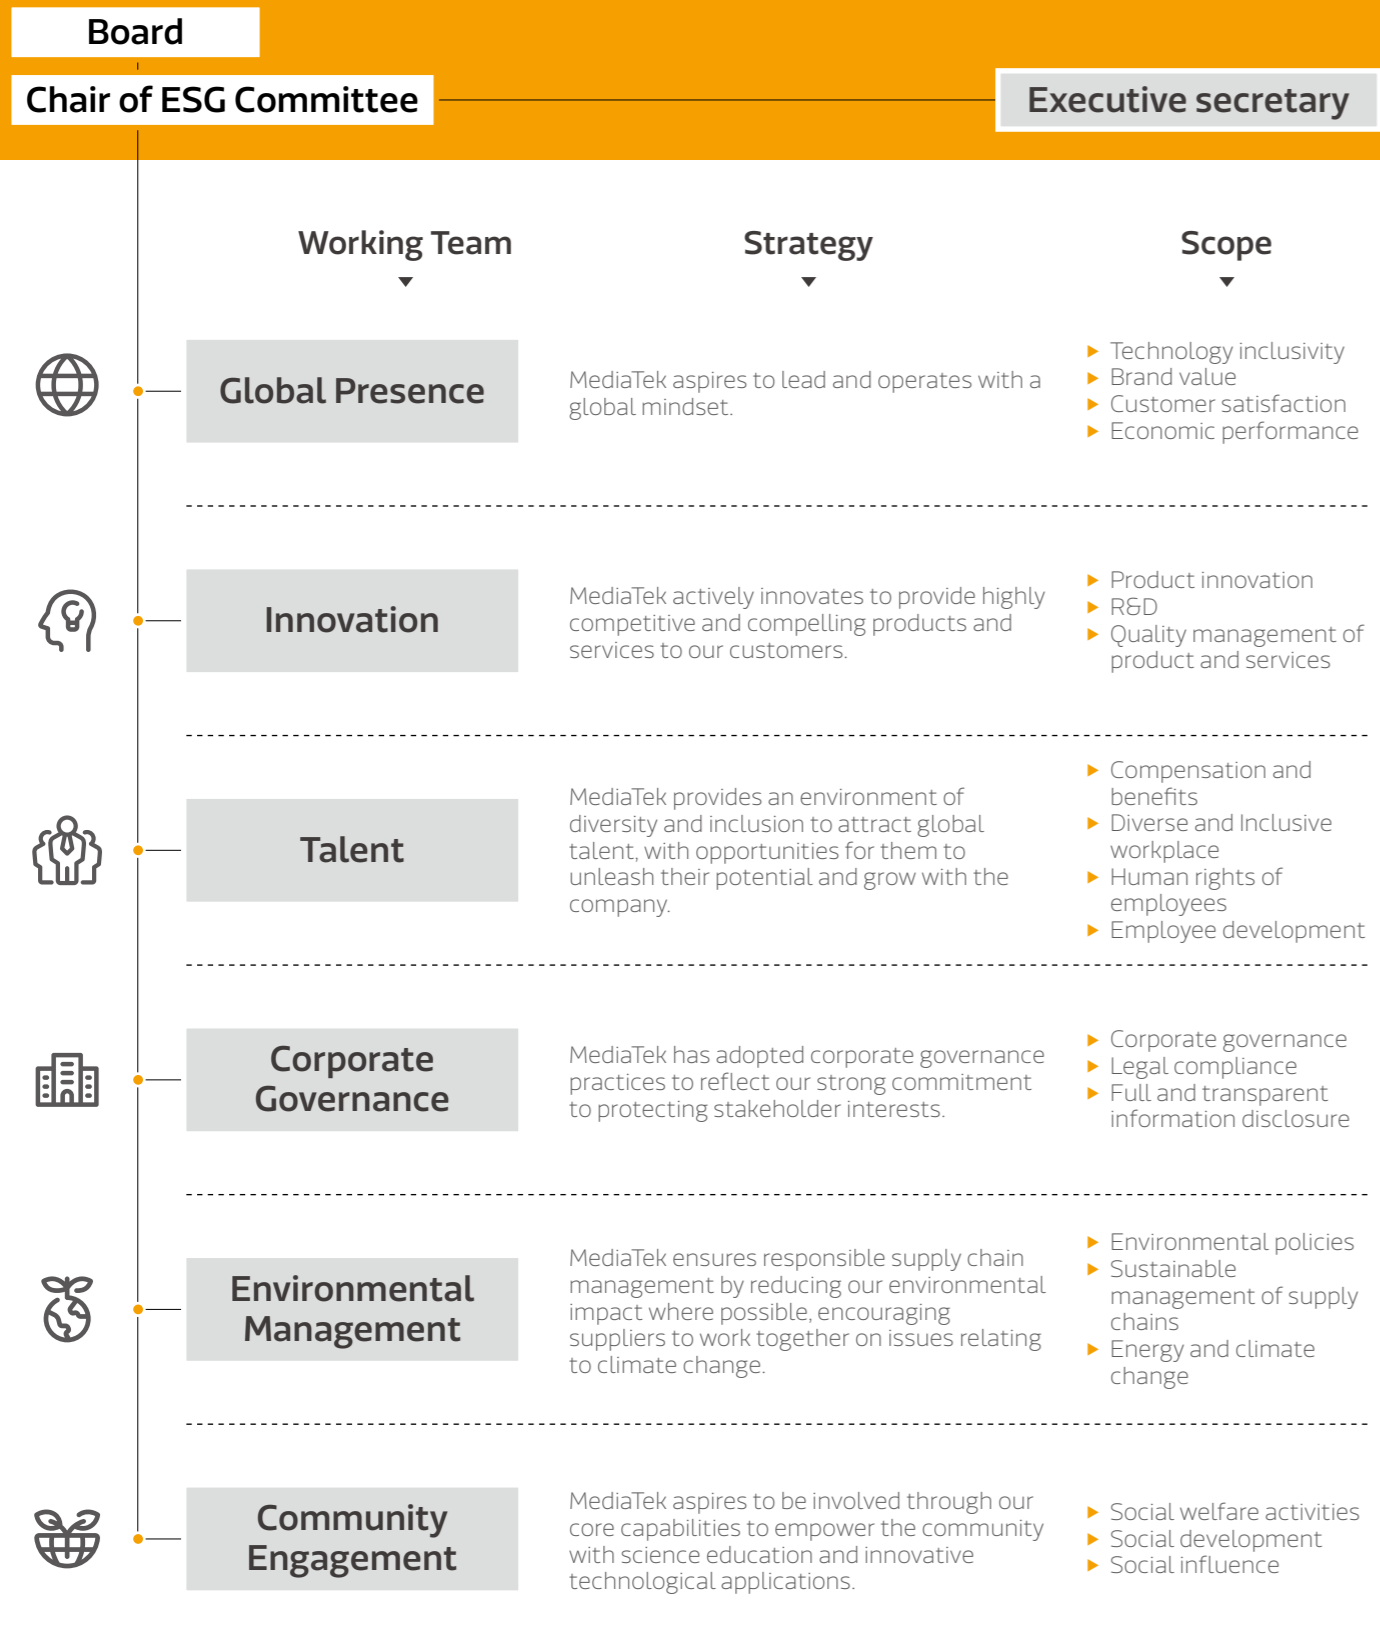 Board
Chair of ESG Committee
Executive secretary
Working Team
Strategy
Scope
Global Presence
MediaTek aspires to lead and operates with a
global mindset.
Technology inclusivity
Brand value
Customer satisfaction
Economic performance
Innovation
MediaTek actively innovates to provide highly
competitive and compelling products and
services to our customers.
Product innovation
R&D
Quality management of
product and services
Talent
MediaTek provides an environment of
diversity and inclusion to attract global
talent, with opportunities for them to
unleash their potential and grow with the
company.
Compensation and
benefits
Diverse and Inclusive
workplace
Human rights of
employees
Employee development
Corporate
Governance
MediaTek has adopted corporate governance
practices to reflect our strong commitment
to protecting stakeholder interests.
Corporate governance
Legal compliance
Full and transparent
information disclosure
Environmental
Management
MediaTek ensures responsible supply chain
management by reducing our environmental
impact where possible, encouraging
suppliers to work together on issues relating
to climate change.
Environmental policies
Sustainable
management of supply
chains
Energy and climate
change
Community
Engagement
MediaTek aspires to be involved through our
core capabilities to empower the community
with science education and innovative
technological applications.
Social welfare activities
Social development
Social influence